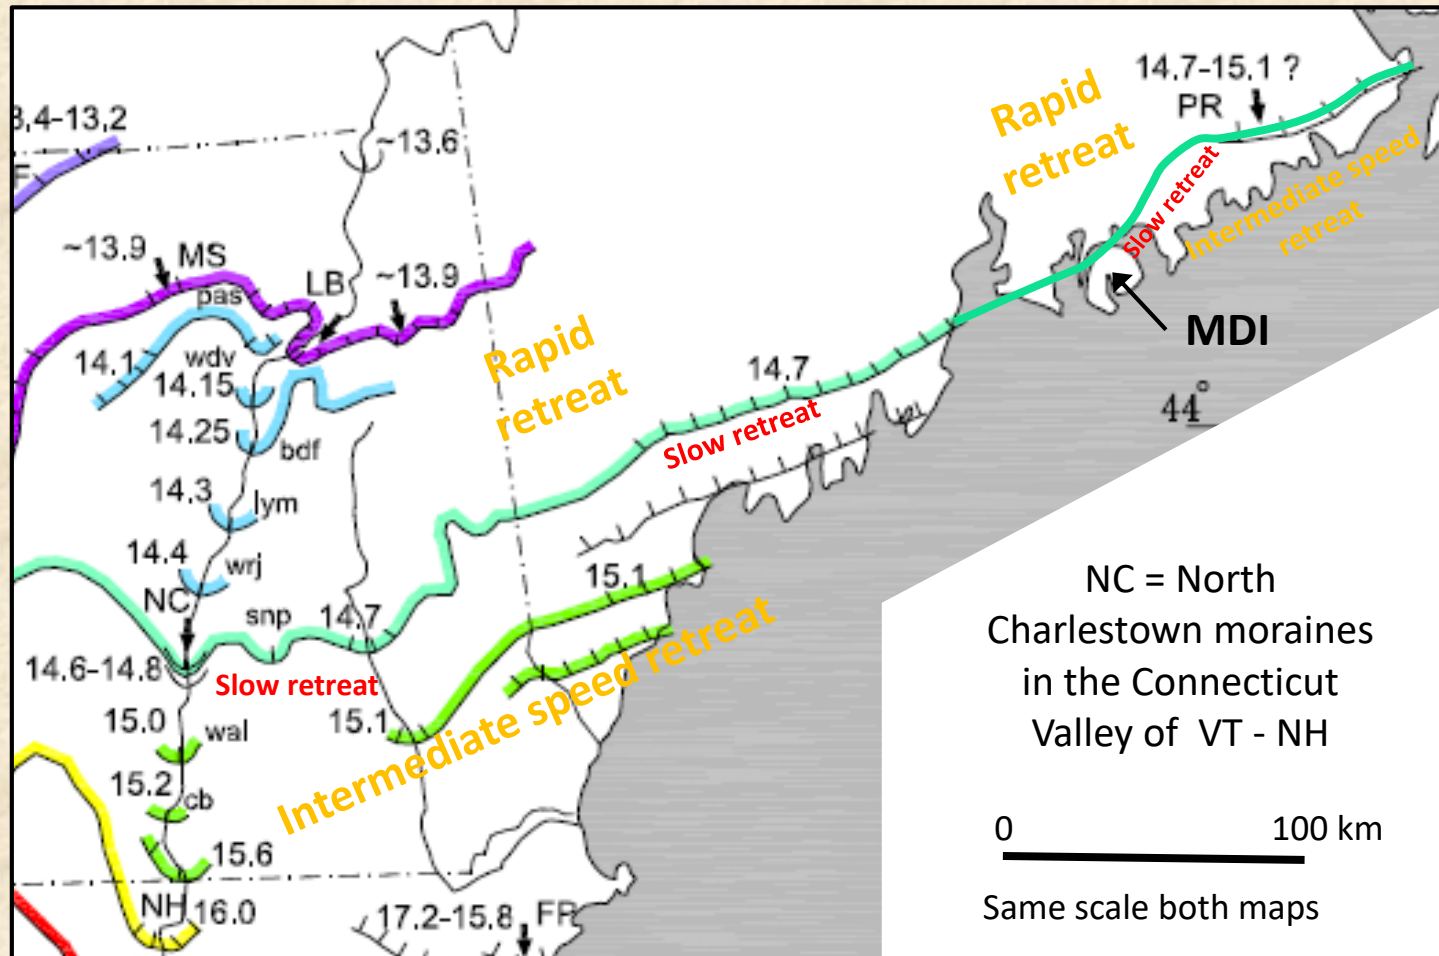 14.7-15.1 ?
PR
Rapid
retreat
3.4-13.2
F
~13.6
Slow retreat
Intermediate speed
retreat
~13.9
MS
pas
LB
~13.9
MDI
14.1
wdv
14.15
Rapid
retreat
14.7
44°
14.25
bdf
Slow retreat
14.3
lym
14.4
wrj
NC
15.1
snp
14.7
14.6-14.8
Slow retreat
15.0
wal
15.1
Intermediate speed retreat
15.2
cb
15.6
NH
16.0
17.2-15.8
FP
NC = North
Charlestown moraines
in the Connecticut
Valley of VT - NH
0
100 km
Same scale both maps